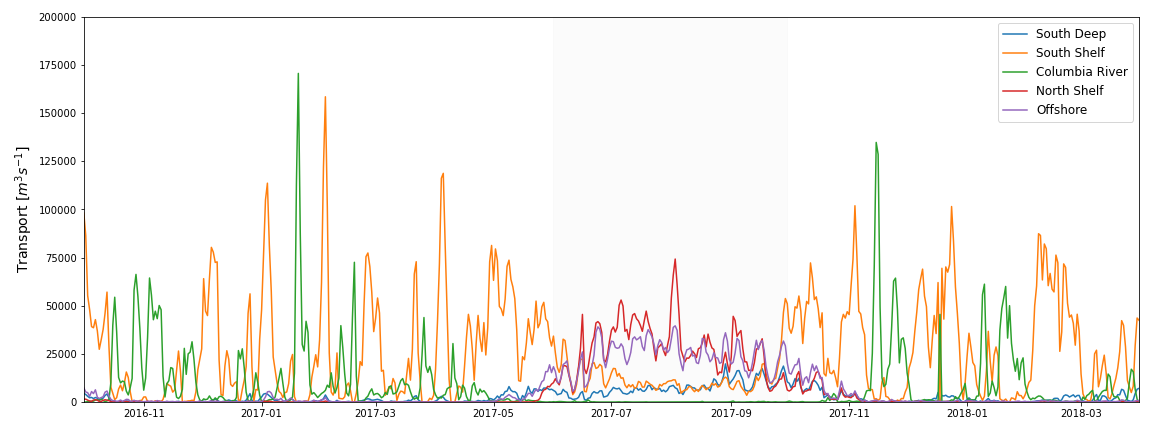 200000
175000
150000
125000
100000
75000
50000
25000
0
Transport [m³s⁻¹]
2016-11 2017-01 2017-03 2017-05 2017-07 2017-09 2017-11 2018-01 2018-03
South Deep
South Shelf
Columbia River
North Shelf
Offshore